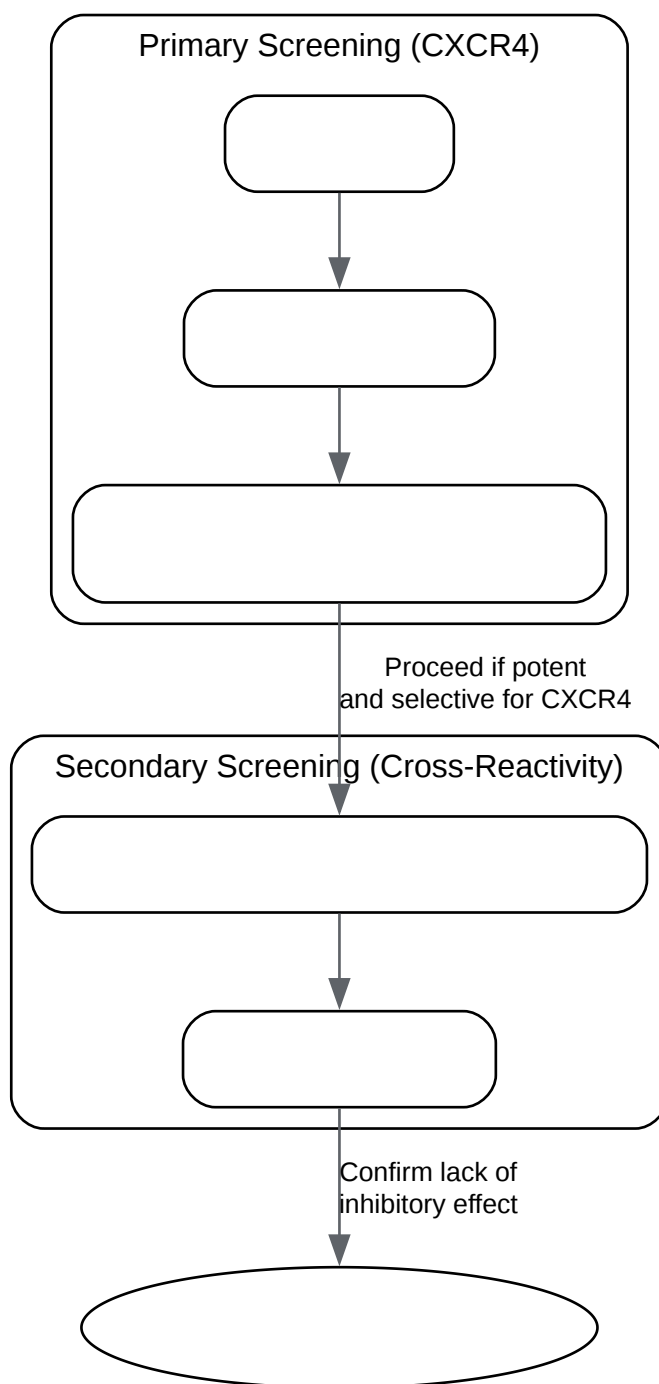 Primary Screening (CXCR4)
Proceed if potent
and selective for CXCR4
Secondary Screening (Cross-Reactivity)
Confirm lack of
inhibitory effect